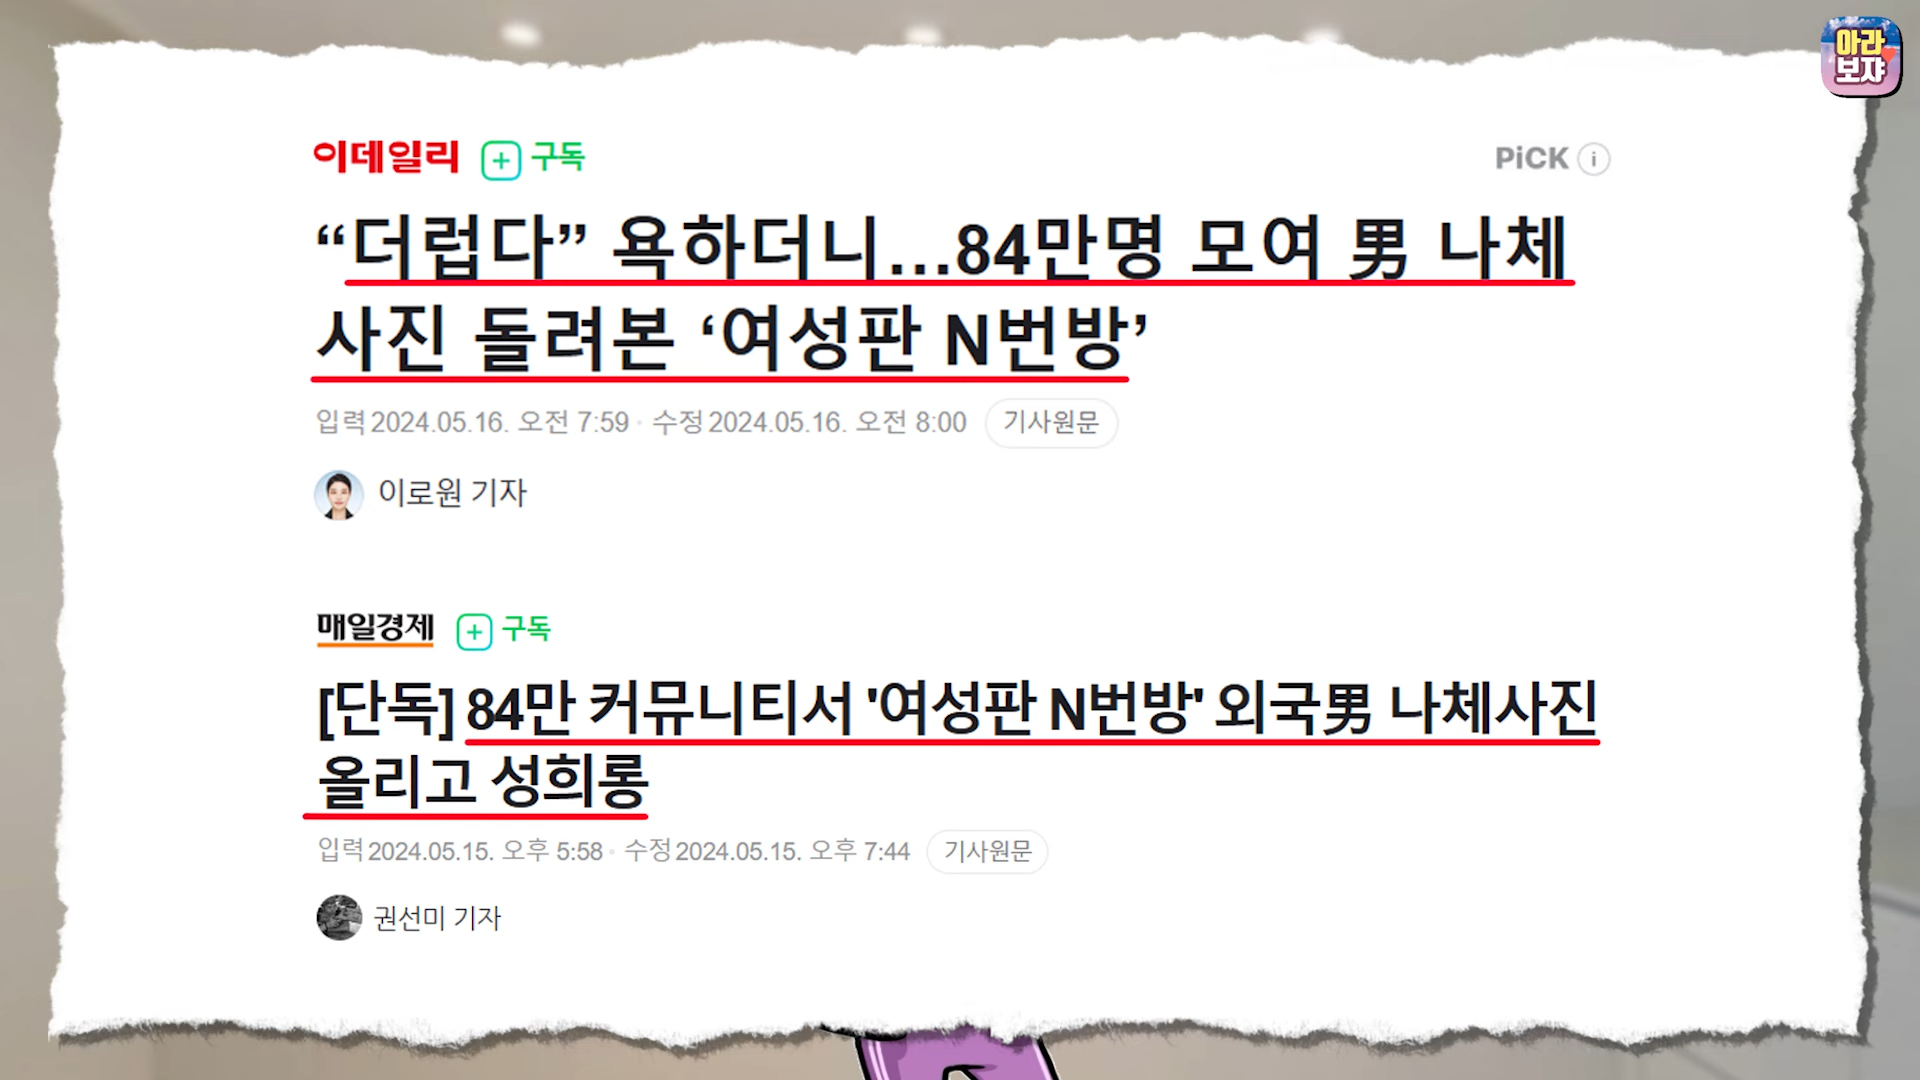 아라
보쟈
이데일리 + 구독
PiCK i
“더럽다” 욕하더니...84만명 모여 男 나체
사진 돌려본 ‘여성판 N번방’
입력 2024.05.16. 오전 7:59 · 수정 2024.05.16. 오전 8:00 기사원문
이로원 기자
매일경제 + 구독
[단독] 84만 커뮤니티서 '여성판 N번방' 외국男 나체사진
올리고 성희롱
입력 2024.05.15. 오후 5:58 · 수정 2024.05.15. 오후 7:44 기사원문
권선미 기자